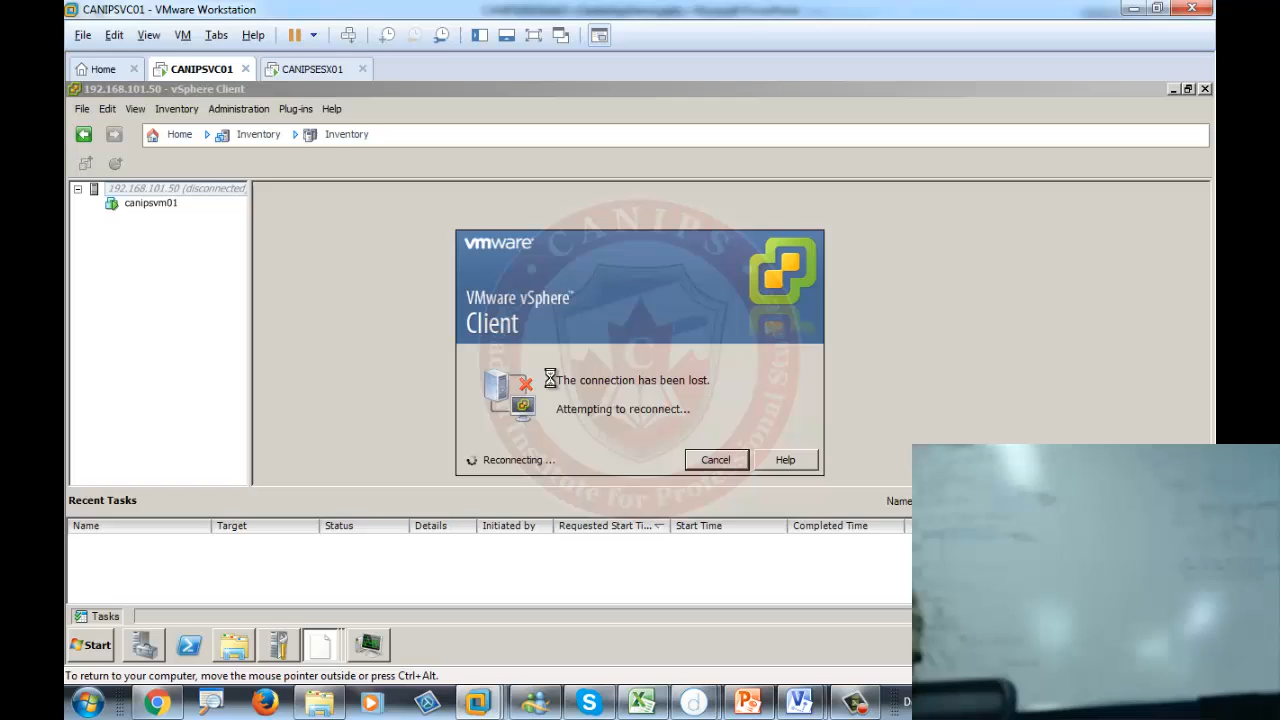 CANIPSVC01 - VMware Workstation
File Edit View VM Tabs Help
Home CANIPSVC01 CANIPSESX01
192.168.101.50 - vSphere Client
File Edit View Inventory Administration Plug-ins Help
Home Inventory Inventory
192.168.101.50 (disconnected
canipsvm01
CANIPS
C
vmware
VMware vSphere™
Client
The connection has been lost.
Attempting to reconnect...
Reconnecting ... Cancel Help
Recent Tasks
Name
Name Target Status Details Initiated by Requested Start Ti... Start Time Completed Time
Tasks
Start
To return to your computer, move the mouse pointer outside or press Ctrl+Alt.